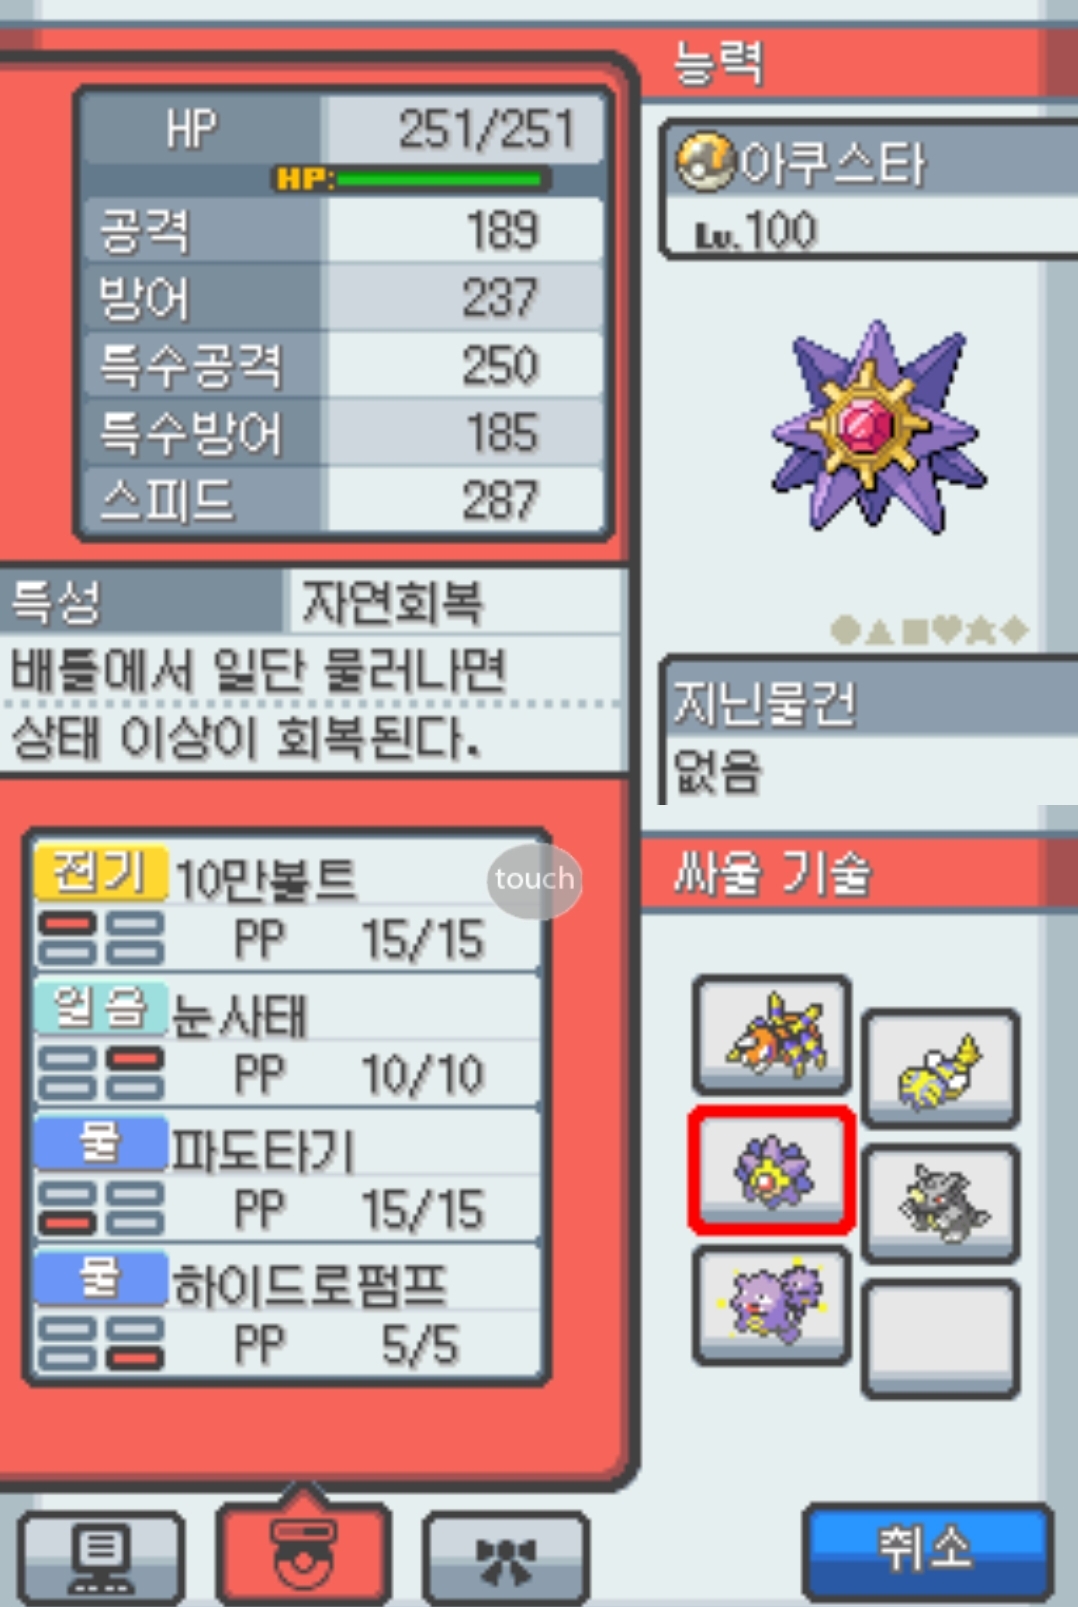 능력
HP 251/251
HP:
공격 189
방어 237
특수공격 250
특수방어 185
스피드 287
아쿠스타
Lv.100
특성 자연회복
배틀에서 일단 물러나면
상태 이상이 회복된다.
지닌물건
없음
싸울 기술
전기 10만볼트
PP 15/15
얼음 눈사태
PP 10/10
물 파도타기
PP 15/15
물 하이드로펌프
PP 5/5
touch
취소